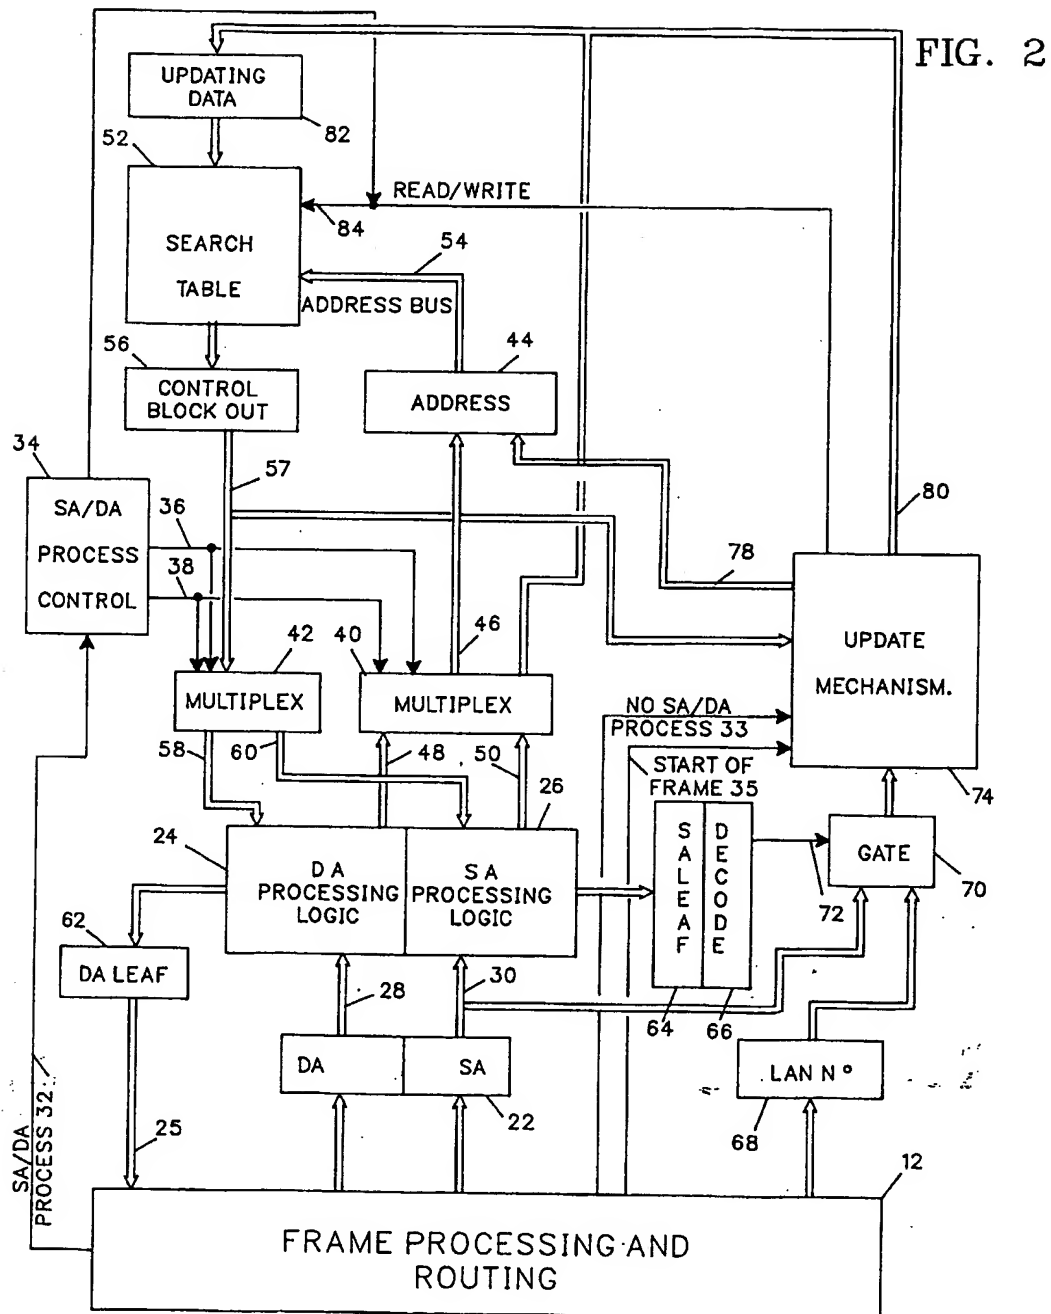 FIG. 2
UPDATING
DATA
82
52
SEARCH
TABLE
READ/WRITE
84
54
ADDRESS BUS
56
CONTROL
BLOCK OUT
44
ADDRESS
34
SA/DA
PROCESS
CONTROL
36
38
57
80
78
42
MULTIPLEX
40
MULTIPLEX
46
UPDATE
MECHANISM.
74
NO SA/DA
PROCESS 33
START OF
FRAME 35
58
60
48
50
26
24
DA
PROCESSING
LOGIC
SA
PROCESSING
LOGIC
SALEAF
DECODE
64
66
72
GATE
70
62
DA LEAF
28
30
DA
SA
22
LAN N°
68
25
SA/DA
PROCESS 32
12
FRAME PROCESSING AND
ROUTING